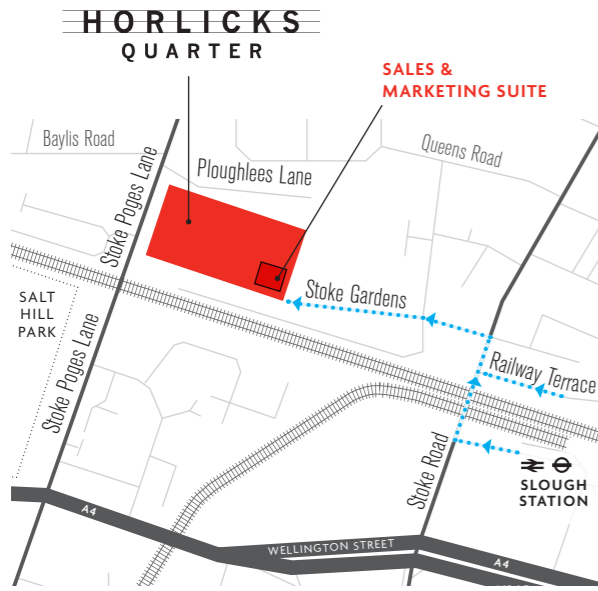 HORLICKS
QUARTER
SALES &
MARKETING SUITE
Baylis Road
Queens Road
Ploughlees Lane
Stoke Poges Lane
Stoke Gardens
SALT
HILL
PARK
Stoke Poges Lane
Railway Terrace
Stoke Road
SLOUGH
STATION
A4
WELLINGTON STREET
A4